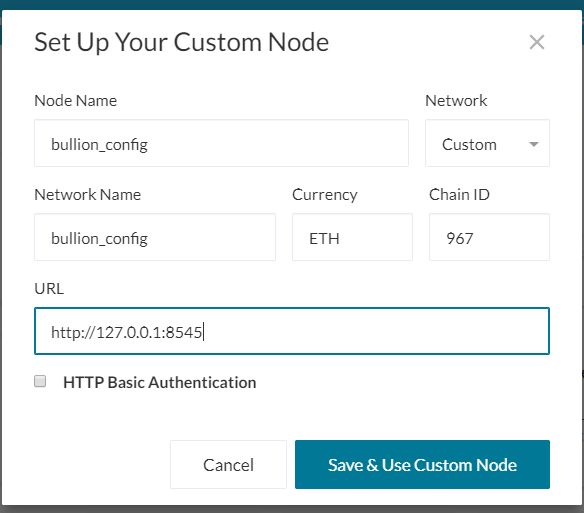 Set Up Your Custom Node
Node Name Network
bullion_config Custom
Network Name Currency Chain ID
bullion_config ETH 967
URL
http://127.0.0.1:8545
HTTP Basic Authentication
Cancel Save & Use Custom Node